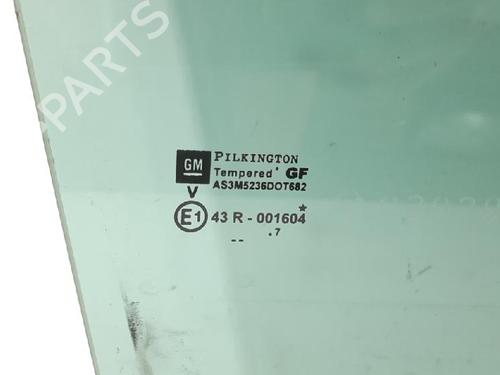 GM PILKINGTON
Tempered GF
AS3M5236DOT682
V
E1 43 R - 001604
-- .7
B-PARTS